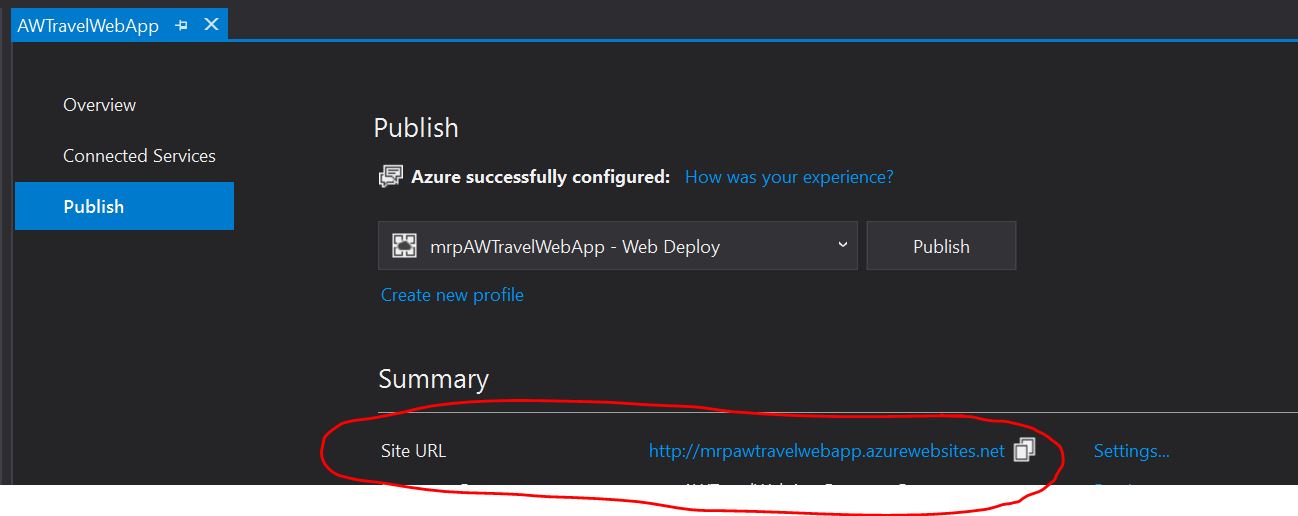 AWTravelWebApp
Overview
Connected Services
Publish
Publish
Azure successfully configured: How was your experience?
mrpAWTravelWebApp - Web Deploy
Publish
Create new profile
Summary
Site URL http://mrpawtravelwebapp.azurewebsites.net Settings...